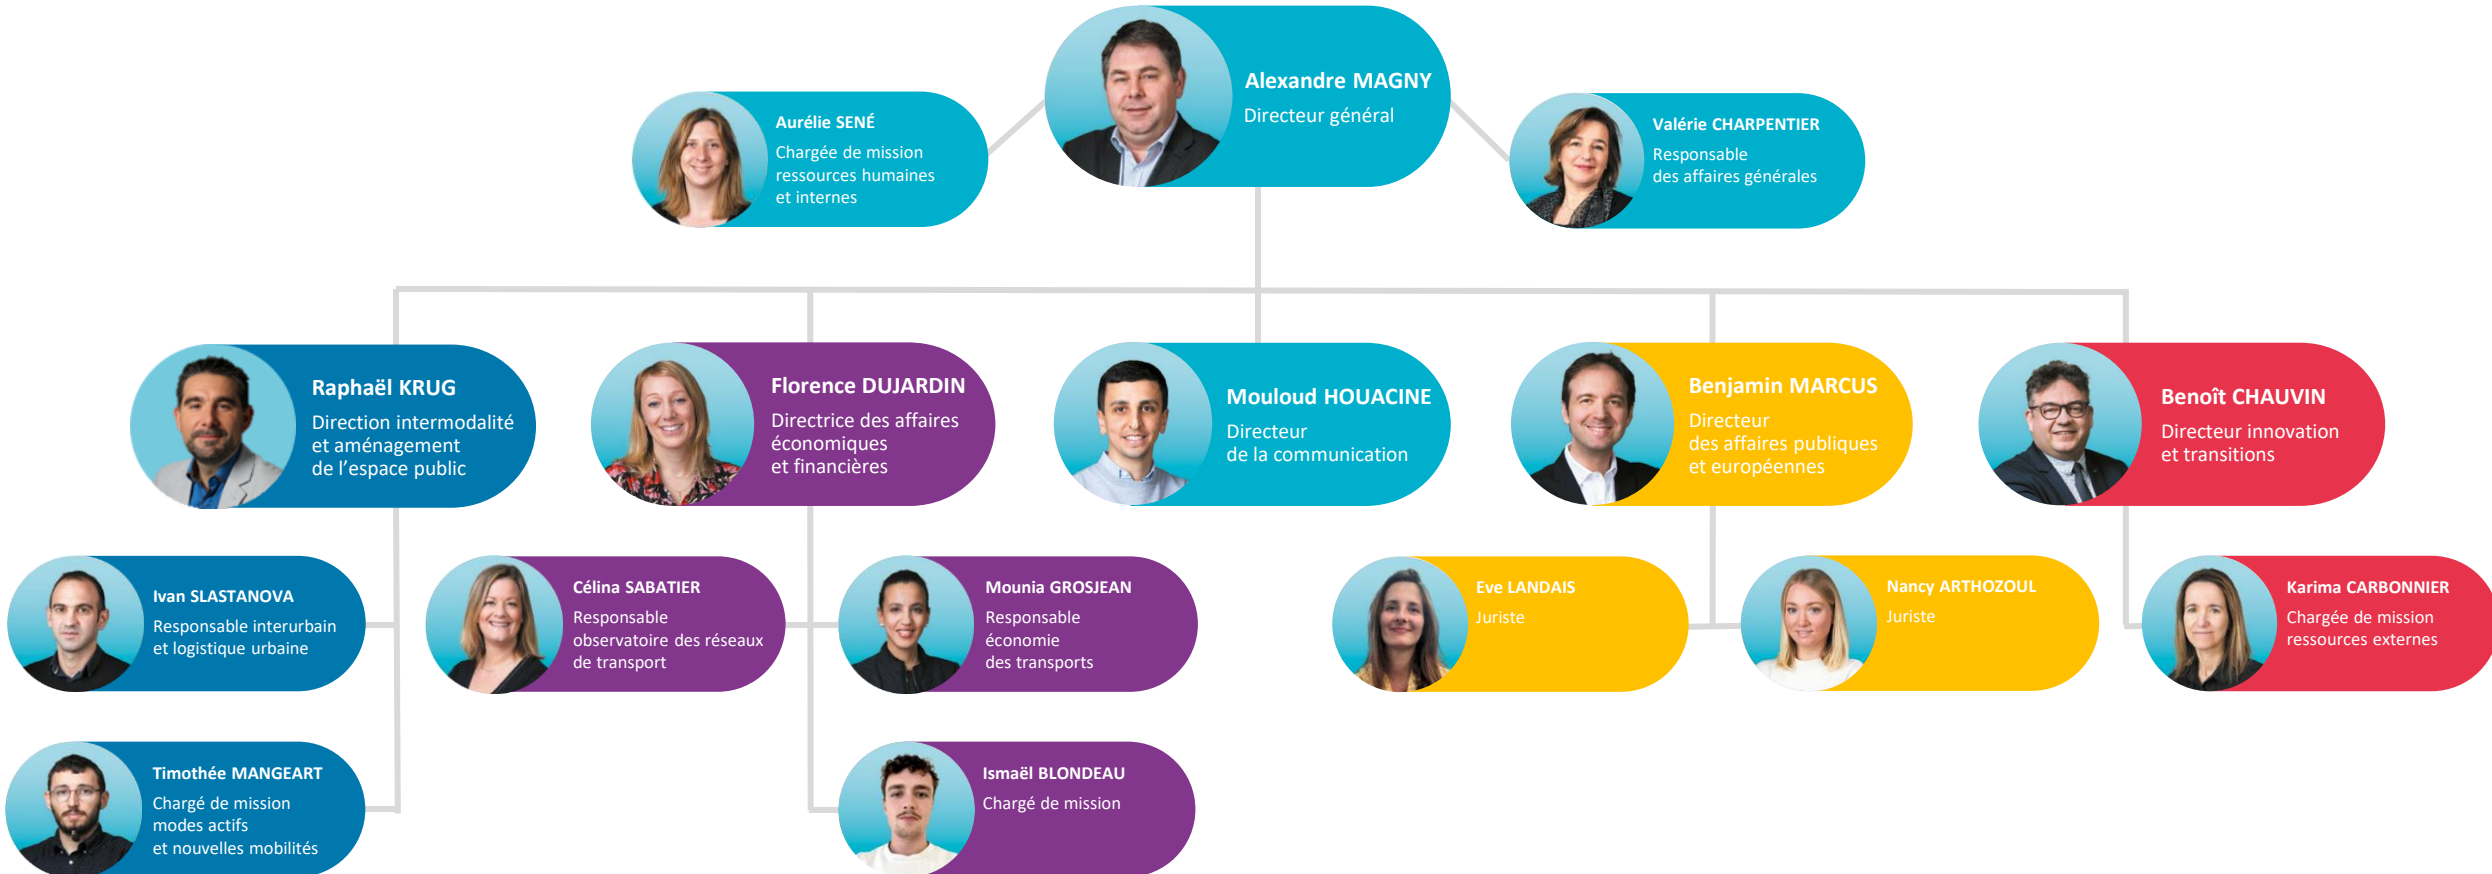 Alexandre MAGNY
Directeur général
Aurélie SENÉ
Chargée de mission
ressources humaines
et internes
Valérie CHARPENTIER
Responsable
des affaires générales
Raphaël KRUG
Direction intermodalité
et aménagement
de l’espace public
Florence DUJARDIN
Directrice des affaires
économiques
et financières
Mouloud HOUACINE
Directeur
de la communication
Benjamin MARCUS
Directeur
des affaires publiques
et européennes
Benoît CHAUVIN
Directeur innovation
et transitions
Ivan SLASTANOVA
Responsable interurbain
et logistique urbaine
Célina SABATIER
Responsable
observatoire des réseaux
de transport
Mounia GROSJEAN
Responsable
économie
des transports
Eve LANDAIS
Juriste
Nancy ARTHOZOUL
Juriste
Karima CARBONNIER
Chargée de mission
ressources externes
Timothée MANGEART
Chargé de mission
modes actifs
et nouvelles mobilités
Ismaël BLONDEAU
Chargé de mission